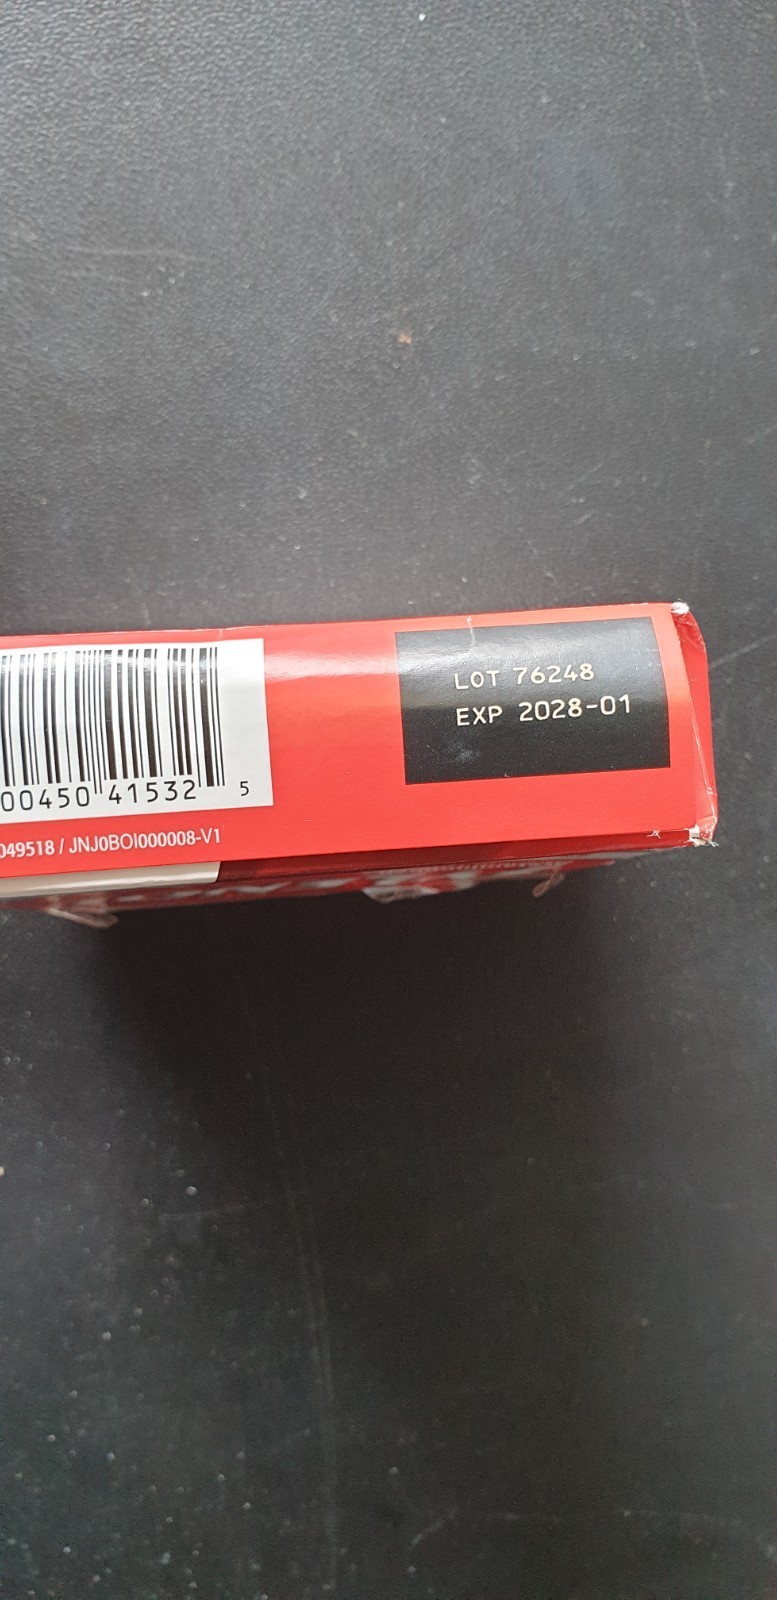 LOT 76248
EXP 2028-01
00450 41532 5
049518 / JNJ0BOI000008-V1